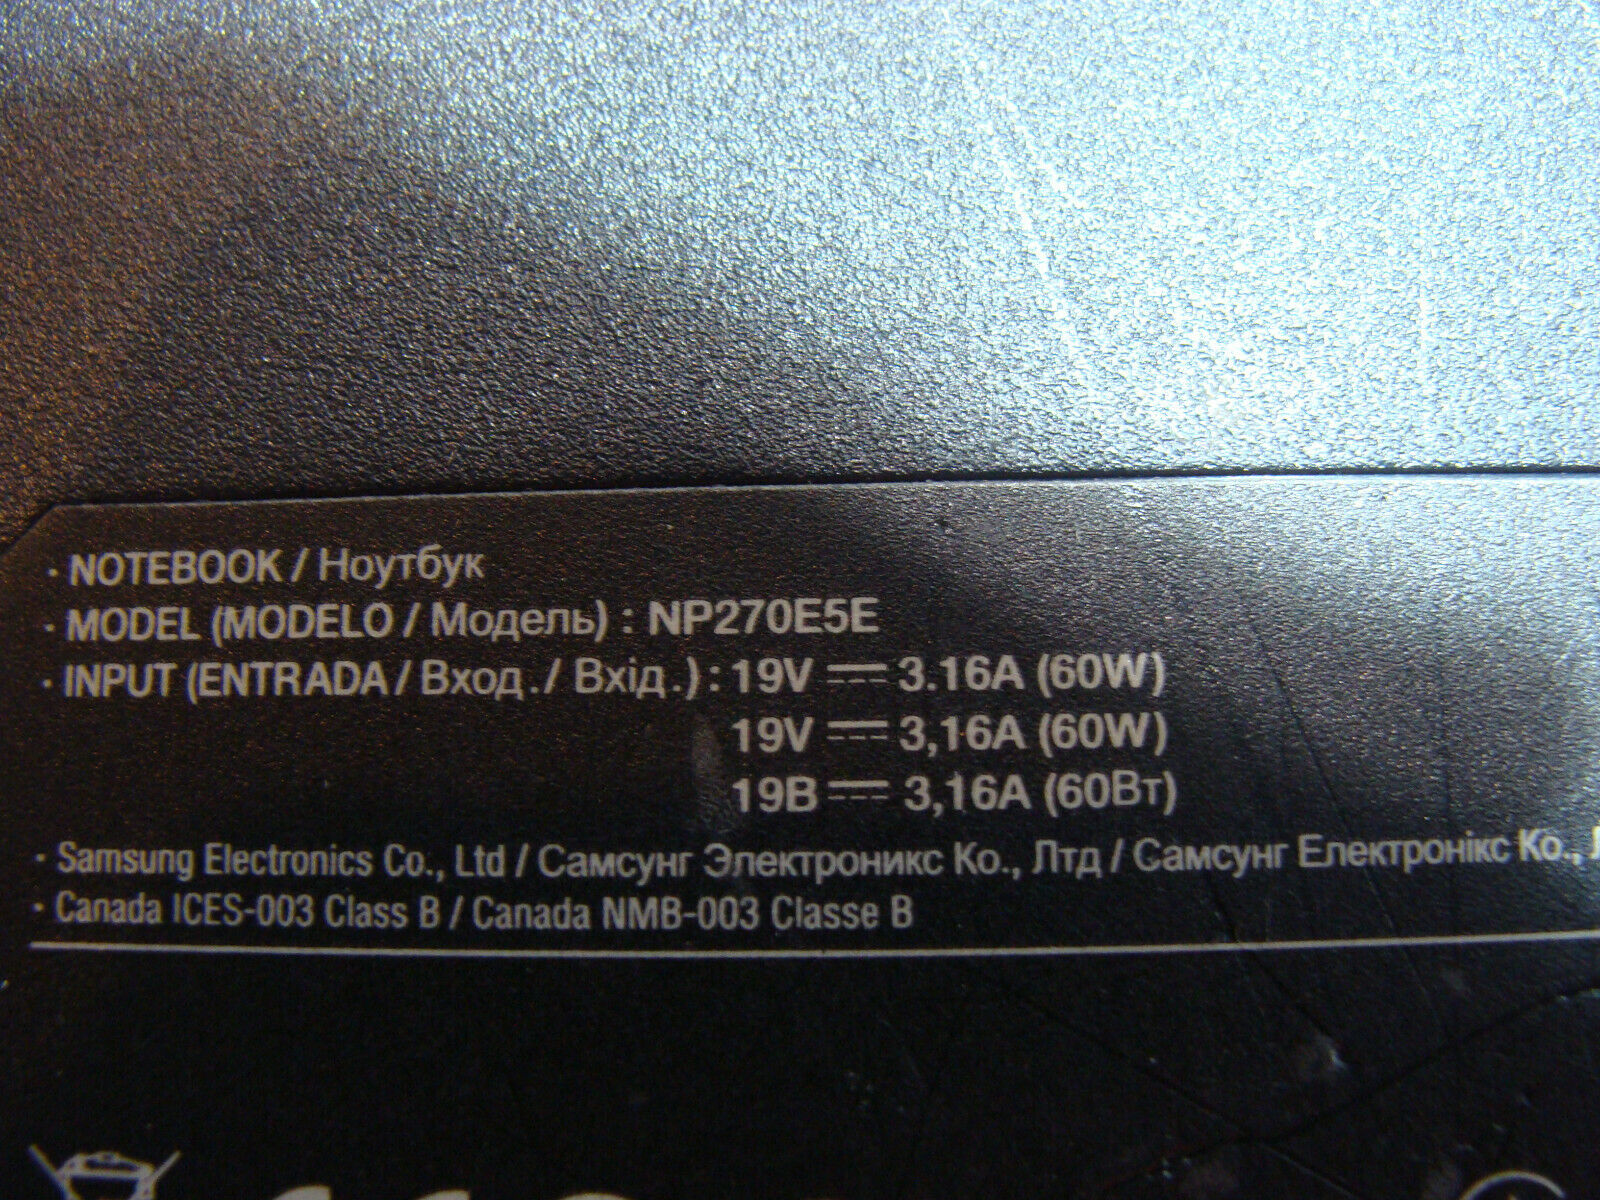 · NOTEBOOK / Ноутбук
· MODEL (MODELO / Модель) : NP270E5E
· INPUT (ENTRADA / Вход. / Вхід.) : 19V ⎓ 3.16A (60W)
19V ⎓ 3,16A (60W)
19B ⎓ 3,16A (60Вт)
· Samsung Electronics Co., Ltd / Самсунг Электроникс Ко., Лтд / Самсунг Електронікс Ко.,
· Canada ICES-003 Class B / Canada NMB-003 Classe B